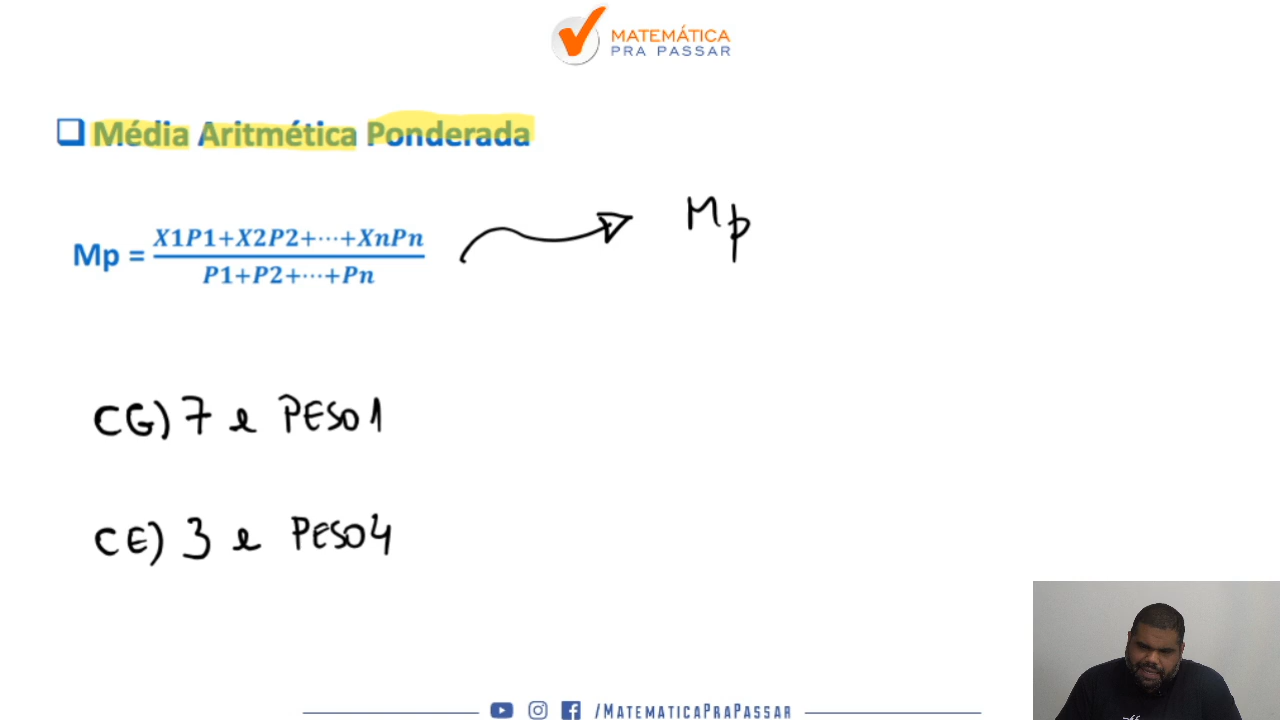 MATEMÁTICA
PRA PASSAR
Média Aritmética Ponderada
Mp = X1P1+X2P2+⋯+XnPn
P1+P2+⋯+Pn
Mp
CG) 7 e PESO 1
CE) 3 e PESO 4
/MATEMATICAPRAPASSAR